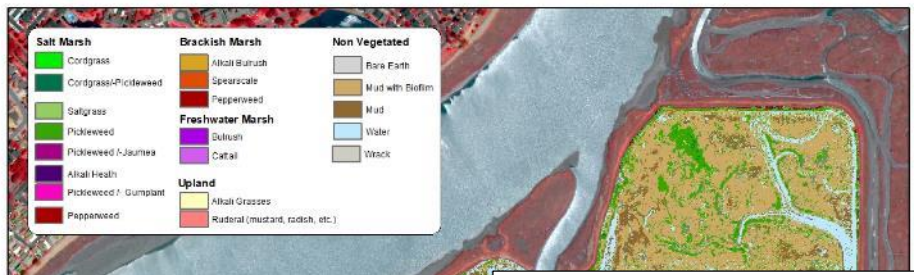 Salt Marsh
Cordgrass
Cordgrass/-Pickleweed
Saltgrass
Pickleweed
Pickleweed /-Jaumea
Alkali Heath
Pickleweed /- Gumplant
Pepperweed
Brackish Marsh
Alkali Bulrush
Spearscale
Pepperweed
Freshwater Marsh
Bulrush
Cattail
Upland
Alkali Grasses
Ruderal (mustard, radish, etc.)
Non Vegetated
Bare Earth
Mud with Biofilm
Mud
Water
Wrack